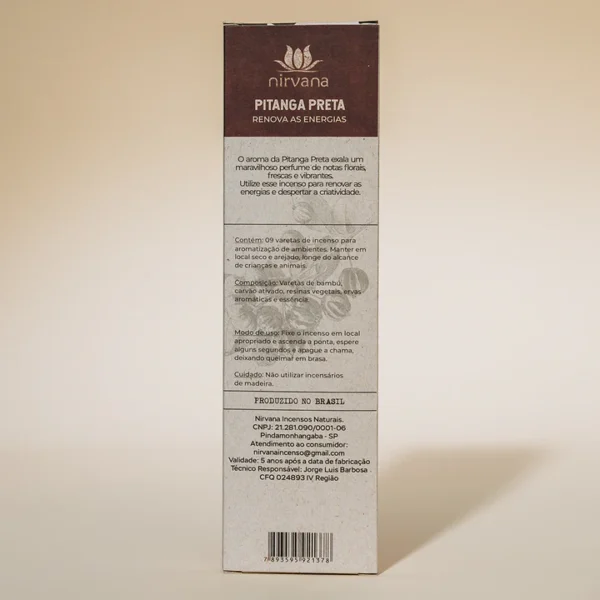 nirvana
PITANGA PRETA
RENOVA AS ENERGIAS
O aroma da Pitanga Preta exala um
maravilhoso perfume de notas florais,
frescas e vibrantes.
Utilize esse incenso para renovar as
energias e despertar a criatividade.
Contém: 09 varetas de incenso para
aromatização de ambientes. Manter em
local seco e arejado, longe do alcance
de crianças e animais.
Composição: Varetas de bambú,
carvão ativado, resinas vegetais, ervas
aromáticas e essência.
Modo de uso: Fixe o incenso em local
apropriado e ascenda a ponta, espere
alguns segundos e apague a chama,
deixando queimar em brasa.
Cuidado: Não utilizar incensários
de madeira.
PRODUZIDO NO BRASIL
Nirvana Incensos Naturais.
CNPJ: 21.281.090/0001-06
Pindamonhangaba - SP
Atendimento ao consumidor:
nirvanaincenso@gmail.com
Validade: 5 anos após a data de fabricação
Técnico Responsável: Jorge Luis Barbosa
CFQ 024893 IV Região
7893595921378